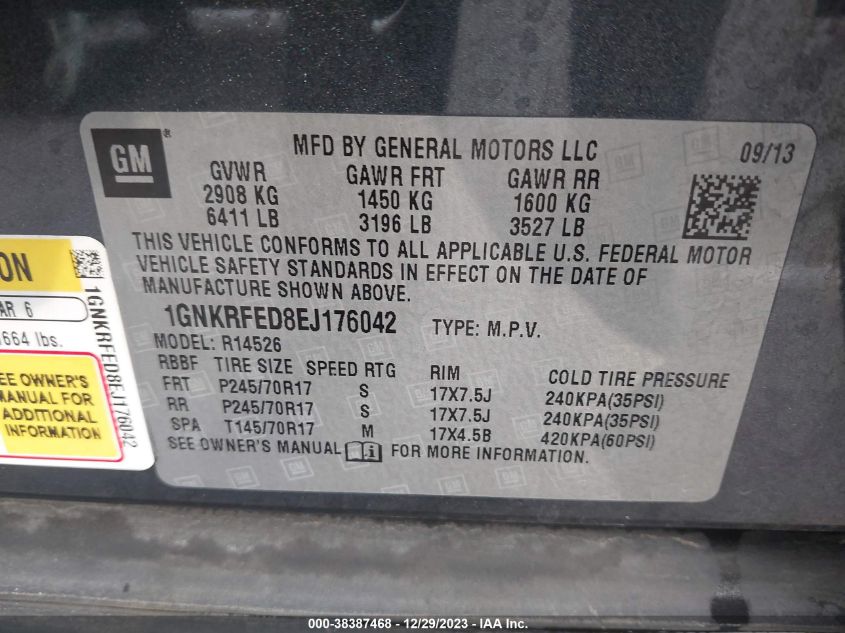 GM ®
MFD BY GENERAL MOTORS LLC
09/13
GVWR GAWR FRT GAWR RR
2908 KG 1450 KG 1600 KG
6411 LB 3196 LB 3527 LB
THIS VEHICLE CONFORMS TO ALL APPLICABLE U.S. FEDERAL MOTOR
VEHICLE SAFETY STANDARDS IN EFFECT ON THE DATE OF
MANUFACTURE SHOWN ABOVE.
1GNKRFED8EJ176042 TYPE: M.P.V.
MODEL: R14526
RBBF TIRE SIZE SPEED RTG RIM COLD TIRE PRESSURE
FRT P245/70R17 S 17X7.5J 240KPA(35PSI)
RR P245/70R17 S 17X7.5J 240KPA(35PSI)
SPA T145/70R17 M 17X4.5B 420KPA(60PSI)
SEE OWNER'S MANUAL FOR MORE INFORMATION.
ON
AR 6
664 lbs.
EE OWNER'S
MANUAL FOR
ADDITIONAL
INFORMATION
1GNKRFED8EJ176042
000-38387468 - 12/29/2023 - IAA Inc.